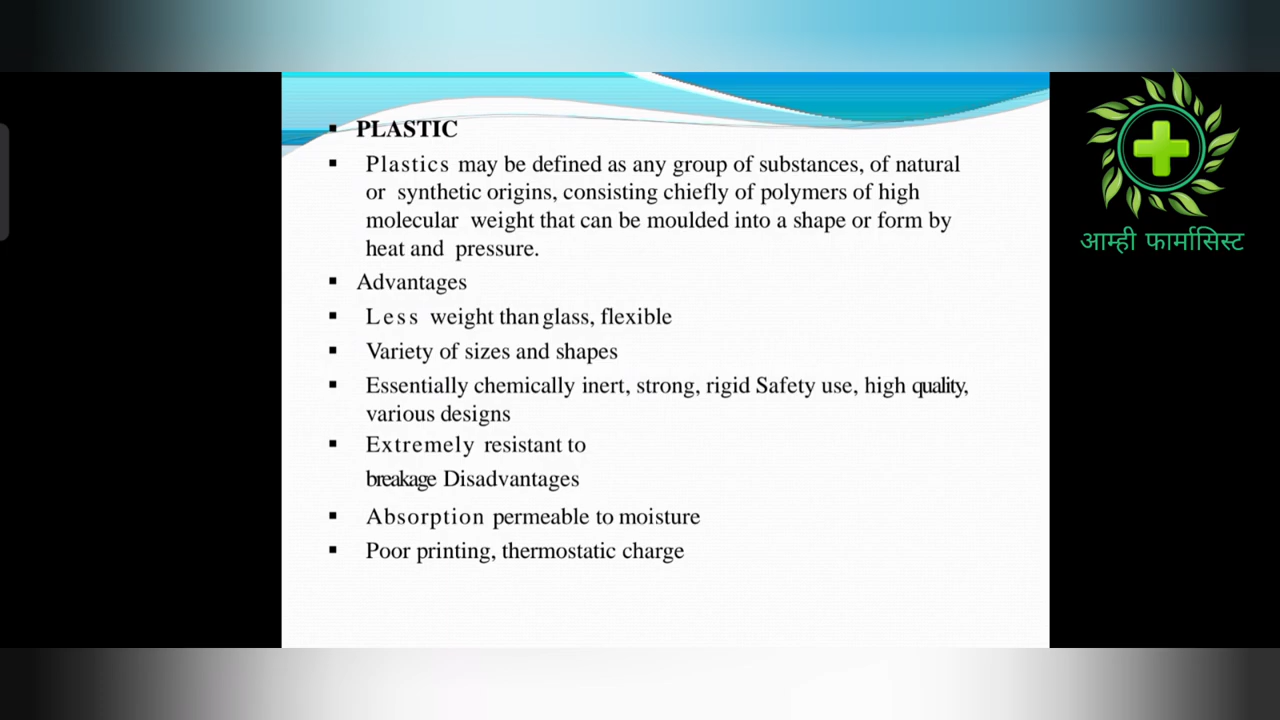 ▪ PLASTIC
▪ Plastics may be defined as any group of substances, of natural
or synthetic origins, consisting chiefly of polymers of high
molecular weight that can be moulded into a shape or form by
heat and pressure.
▪ Advantages
▪ Less weight than glass, flexible
▪ Variety of sizes and shapes
▪ Essentially chemically inert, strong, rigid Safety use, high quality,
various designs
▪ Extremely resistant to
breakage Disadvantages
▪ Absorption permeable to moisture
▪ Poor printing, thermostatic charge
आम्ही फार्मासिस्ट